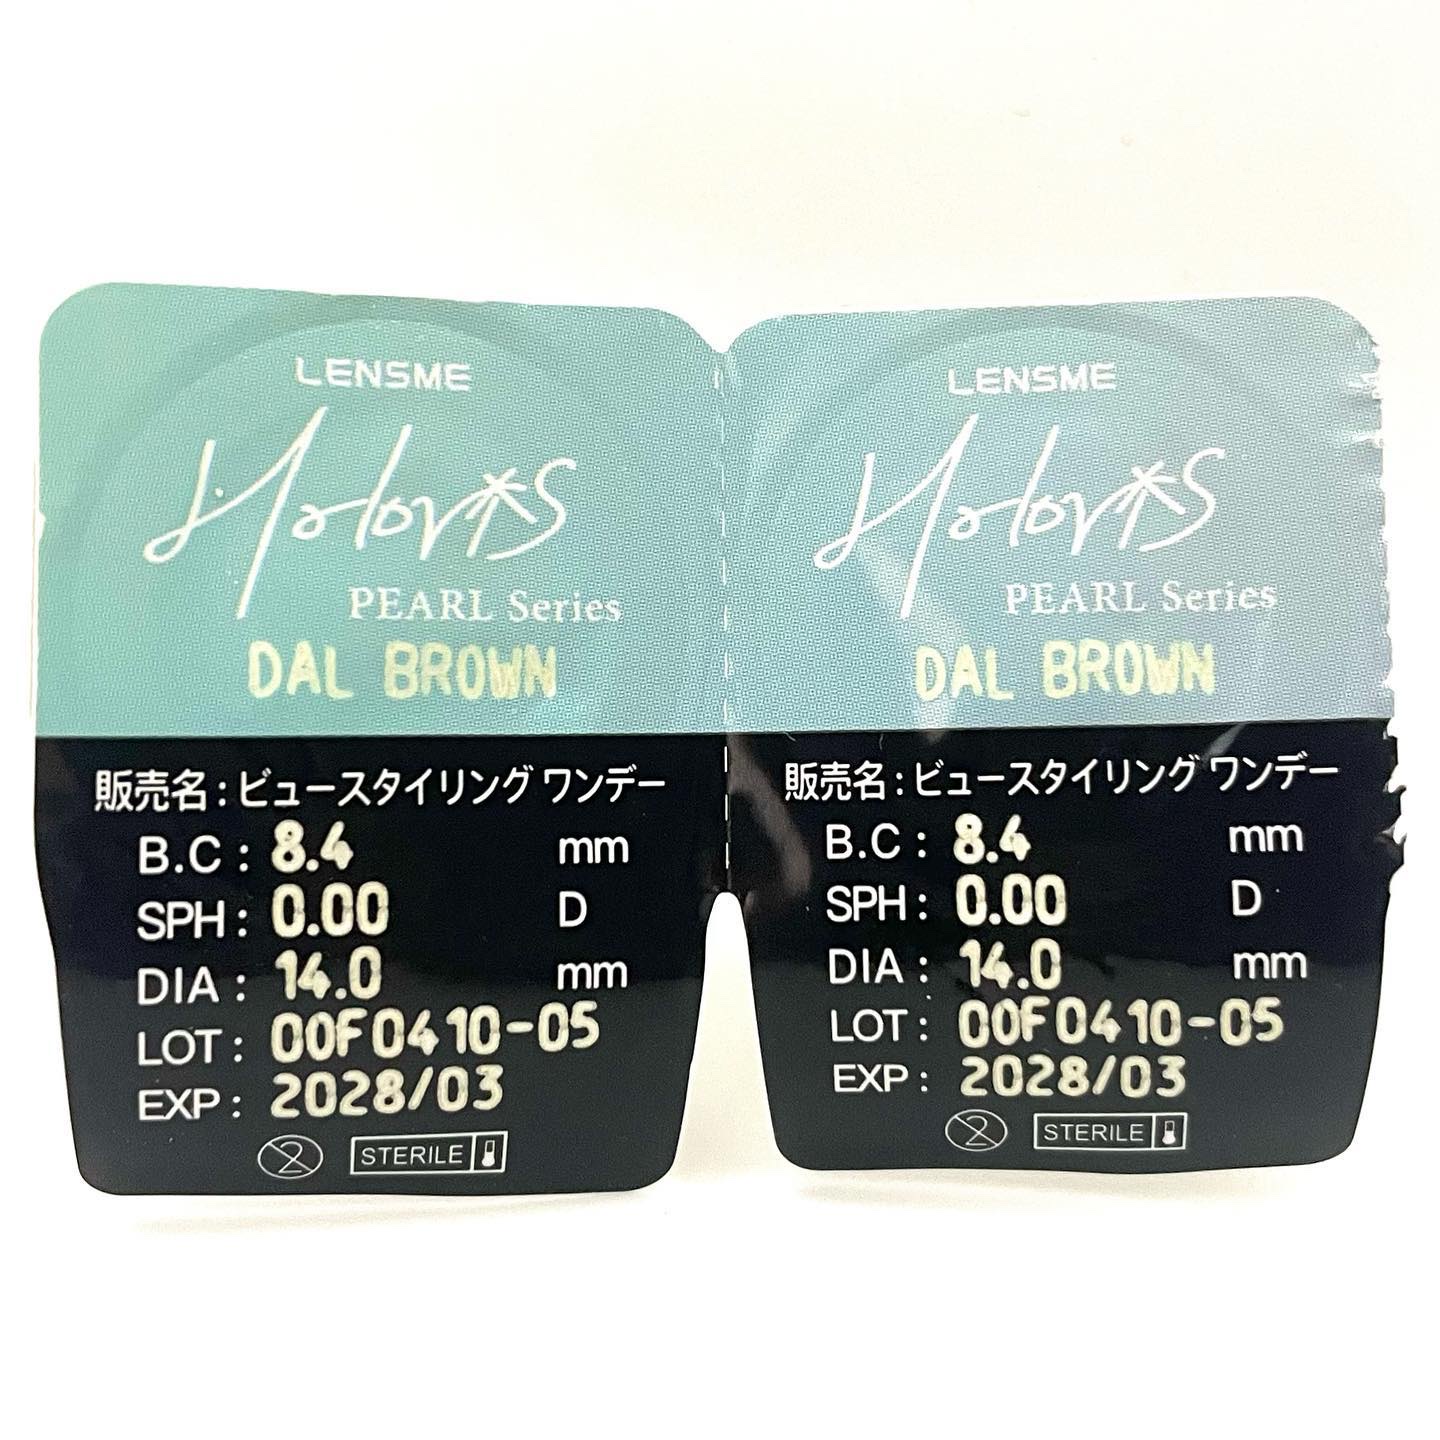 LENSME
Holoris
PEARL Series
DAL BROWN
販売名:ビュースタイリング ワンデー
B.C: 8.4 mm
SPH: 0.00 D
DIA: 14.0 mm
LOT: 00F0410-05
EXP: 2028/03
2
STERILE
LENSME
Holoris
PEARL Series
DAL BROWN
販売名:ビュースタイリング ワンデー
B.C: 8.4 mm
SPH: 0.00 D
DIA: 14.0 mm
LOT: 00F0410-05
EXP: 2028/03
2
STERILE